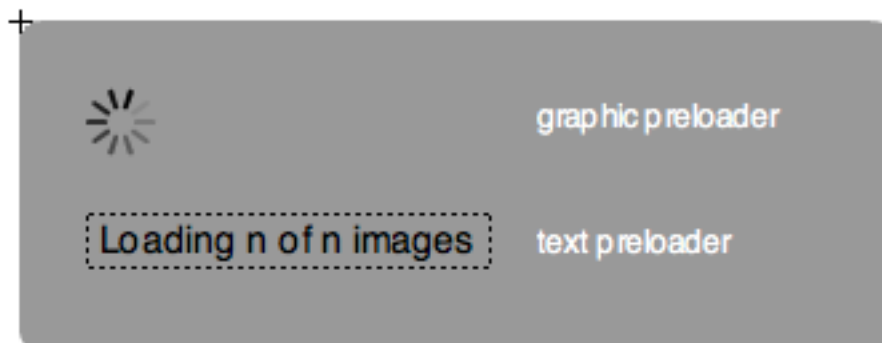 graphic preloader
Loading n of n images
text preloader